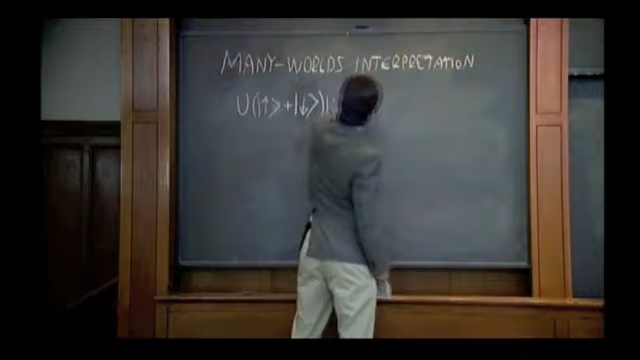 MANY-WORLDS INTERPRETATION
U(|↑> + |↓>)|